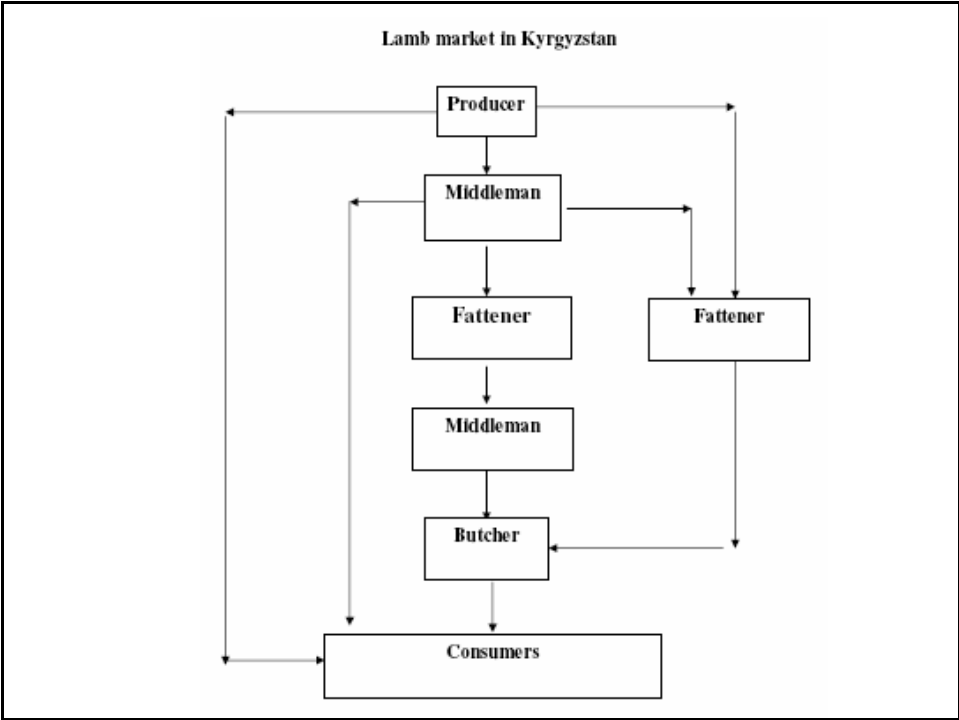 Lamb market in Kyrgyzstan
Producer
Middleman
Fattener
Fattener
Middleman
Butcher
Consumers